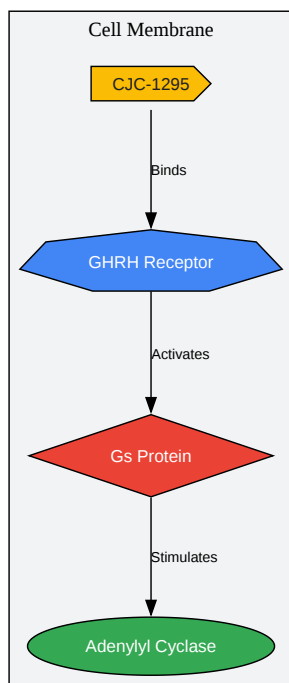 Cell Membrane
CJC-1295
Binds
GHRH Receptor
Activates
Gs Protein
Stimulates
Adenylyl Cyclase